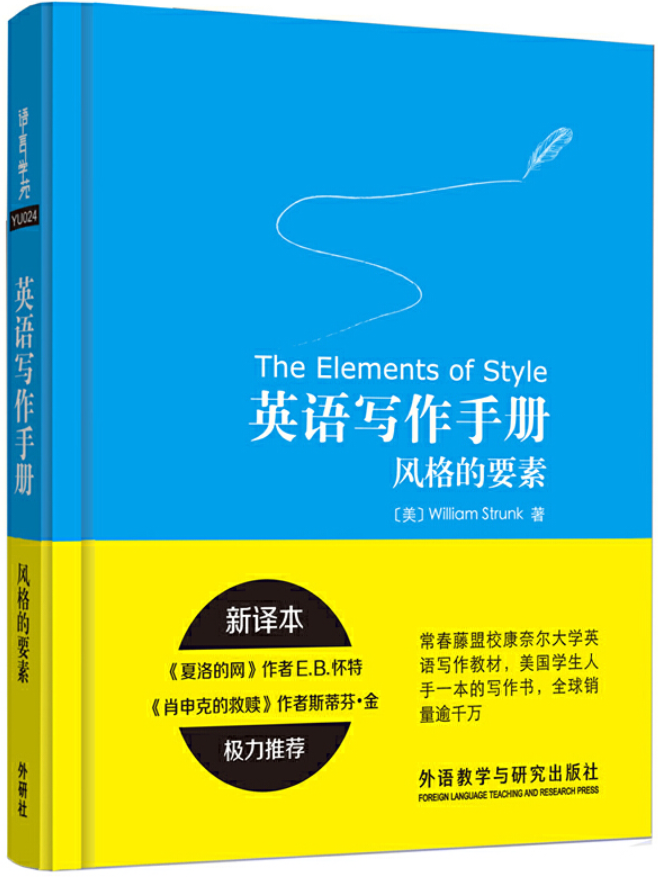 语言学苑
YU024
英语写作手册
风格的要素
外研社
The Elements of Style
英语写作手册
风格的要素
〔美〕William Strunk 著
新译本
《夏洛的网》作者E.B.怀特
《肖申克的救赎》作者斯蒂芬·金
极力推荐
常春藤盟校康奈尔大学英
语写作教材，美国学生人
手一本的写作书，全球销
量逾千万
外语教学与研究出版社
FOREIGN LANGUAGE TEACHING AND RESEARCH PRESS